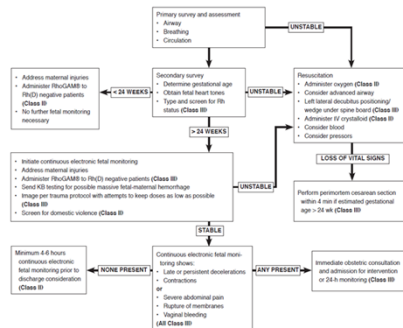 Primary survey and assessment
• Airway
• Breathing
• Circulation
UNSTABLE
• Address maternal injuries
• Administer RhoGAM® to
Rh(D) negative patients
(Class II)
• No further fetal monitoring
necessary
< 24 WEEKS
Secondary survey
• Determine gestational age
• Obtain fetal heart tones
• Type and screen for Rh
status (Class II)
UNSTABLE
Resuscitation
• Administer oxygen (Class II)
• Consider advanced airway
• Left lateral decubitus positioning/
wedge under spine board (Class II)
• Administer IV crystalloid (Class II)
• Consider blood
• Consider pressors
> 24 WEEKS
• Initiate continuous electronic fetal monitoring
• Address maternal injuries
• Administer RhoGAM® to Rh(D) negative patients (Class II)
• Send KB testing for possible massive fetal-maternal hemorrhage
• Image per trauma protocol with attempts to keep doses as low as possible
(Class II)
• Screen for domestic violence (Class II)
UNSTABLE
LOSS OF VITAL SIGNS
Perform perimortem cesarean section
within 4 min if estimated gestational
age > 24 wk (Class II)
STABLE
Minimum 4-6 hours
continuous electronic
fetal monitoring prior to
discharge consideration
(Class II)
NONE PRESENT
Continuous electronic fetal moni-
toring shows:
• Late or persistent decelerations
• Contractions
or
• Severe abdominal pain
• Rupture of membranes
• Vaginal bleeding
(All Class II)
ANY PRESENT
Immediate obstetric consultation
and admission for intervention
or 24-h monitoring (Class II)